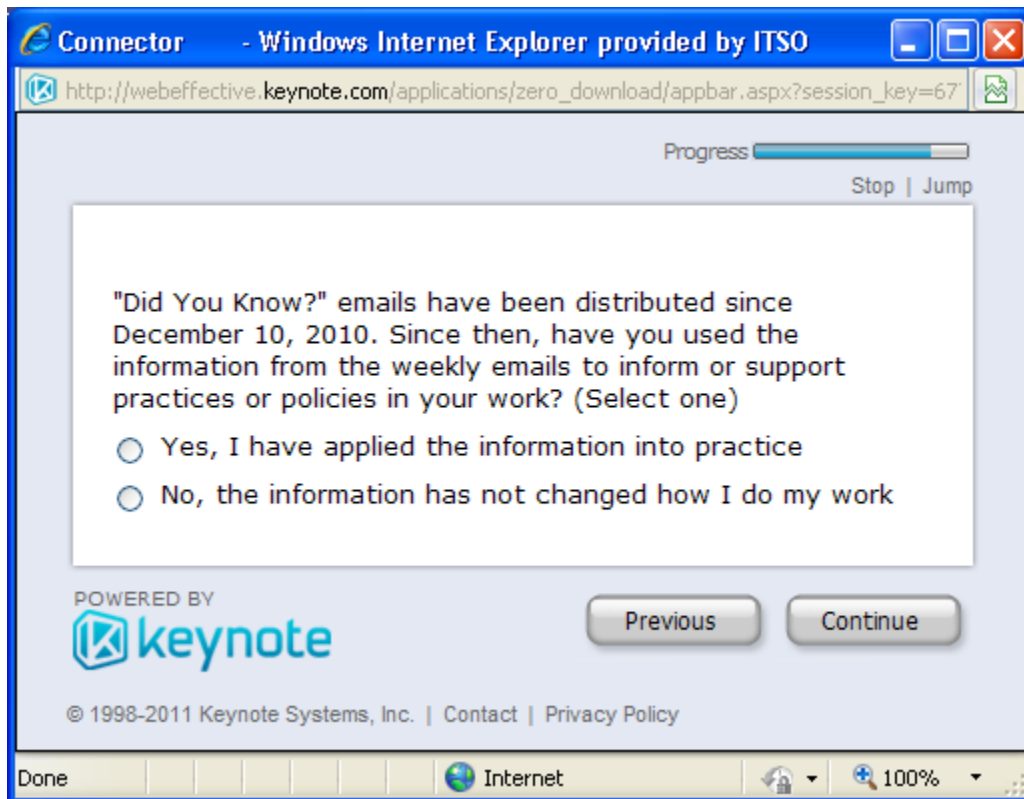 Connector - Windows Internet Explorer provided by ITSO
http://webeffective.keynote.com/applications/zero_download/appbar.aspx?session_key=67
Progress
Stop | Jump
"Did You Know?" emails have been distributed since
December 10, 2010. Since then, have you used the
information from the weekly emails to inform or support
practices or policies in your work? (Select one)
Yes, I have applied the information into practice
No, the information has not changed how I do my work
POWERED BY
keynote
Previous
Continue
© 1998-2011 Keynote Systems, Inc. | Contact | Privacy Policy
Done
Internet
100%